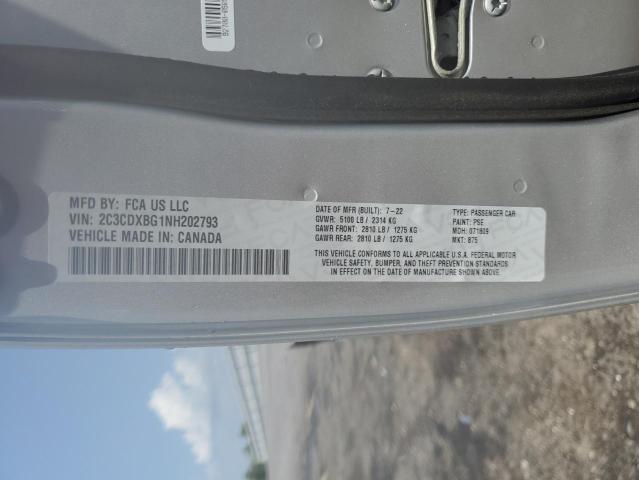 MFD BY: FCA US LLC
VIN: 2C3CDXBG1NH202793
VEHICLE MADE IN: CANADA
DATE OF MFR (BUILT): 7-22
GVWR: 5100 LB / 2314 KG
GAWR FRONT: 2810 LB / 1275 KG
GAWR REAR: 2810 LB / 1275 KG
TYPE: PASSENGER CAR
PAINT: PSE
MDH: 071809
MKT: 875
THIS VEHICLE CONFORMS TO ALL APPLICABLE U.S.A. FEDERAL MOTOR
VEHICLE SAFETY, BUMPER, AND THEFT PREVENTION STANDARDS
IN EFFECT ON THE DATE OF MANUFACTURE SHOWN ABOVE.